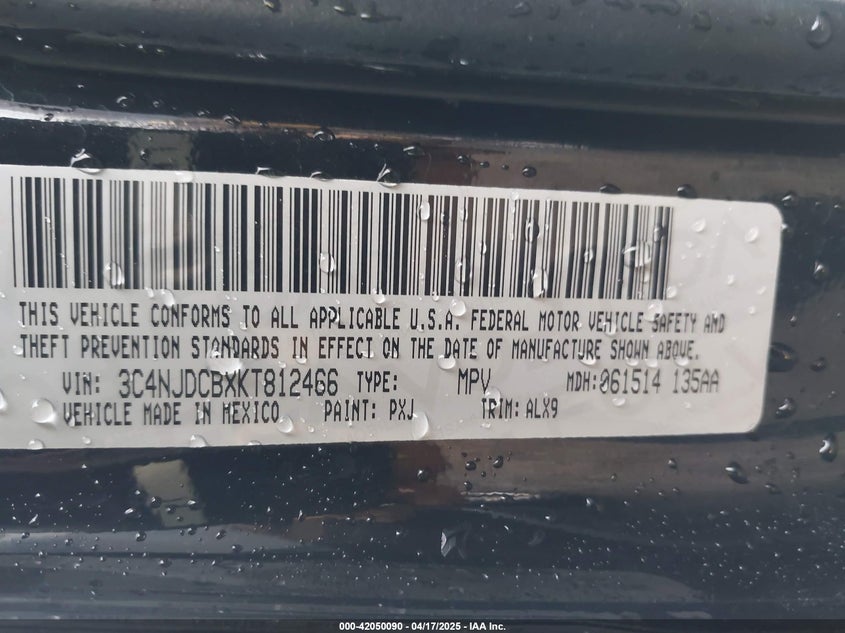 THIS VEHICLE CONFORMS TO ALL APPLICABLE U.S.A. FEDERAL MOTOR VEHICLE SAFETY AND
THEFT PREVENTION STANDARDS IN EFFECT ON THE DATE OF MANUFACTURE SHOWN ABOVE.
VIN: 3C4NJDCBXKT812466 TYPE: MPV MDH:061514 135AA
VEHICLE MADE IN MEXICO PAINT: PXJ TRIM: ALX9
000-42050090 - 04/17/2025 - IAA Inc.